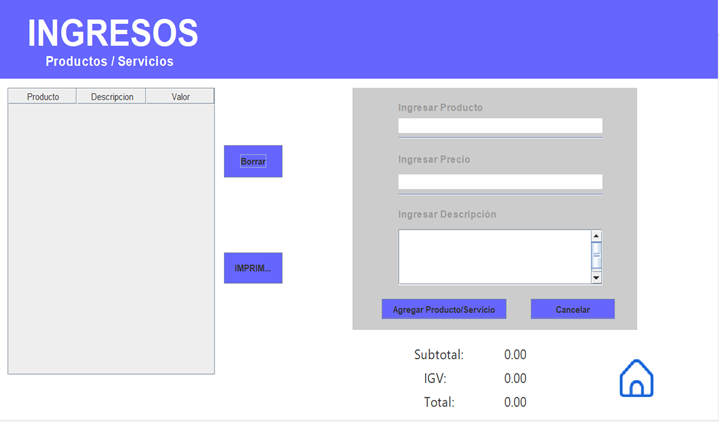 INGRESOS
Productos / Servicios
Producto Descripcion Valor
Borrar
IMPRIM...
Ingresar Producto
Ingresar Precio
Ingresar Descripción
Agregar Producto/Servicio Cancelar
Subtotal: 0.00
IGV: 0.00
Total: 0.00